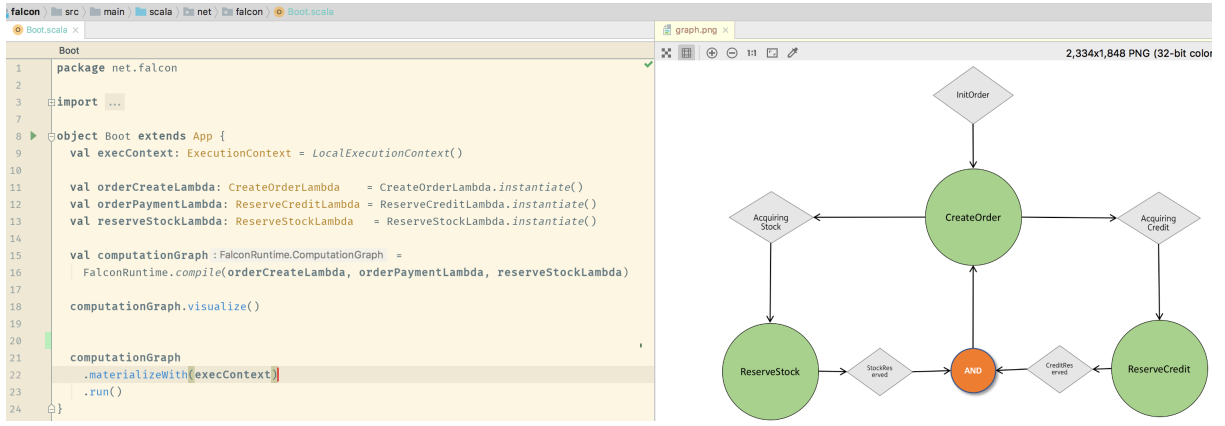 falcon src main scala net falcon Boot.scala
Boot.scala
Boot
1 package net.falcon
2
3 import ...
7
8 object Boot extends App {
9 val execContext: ExecutionContext = LocalExecutionContext()
10
11 val orderCreateLambda: CreateOrderLambda = CreateOrderLambda.instantiate()
12 val orderPaymentLambda: ReserveCreditLambda = ReserveCreditLambda.instantiate()
13 val reserveStockLambda: ReserveStockLambda = ReserveStockLambda.instantiate()
14
15 val computationGraph : FalconRuntime.ComputationGraph =
16 FalconRuntime.compile(orderCreateLambda, orderPaymentLambda, reserveStockLambda)
17
18 computationGraph.visualize()
19
20
21 computationGraph
22 .materializeWith(execContext)
23 .run()
24 }
graph.png
1:1
2,334x1,848 PNG (32-bit color
InitOrder
Acquiring
Stock
CreateOrder
Acquiring
Credit
ReserveStock
StockRes
erved
AND
CreditRes
erved
ReserveCredit